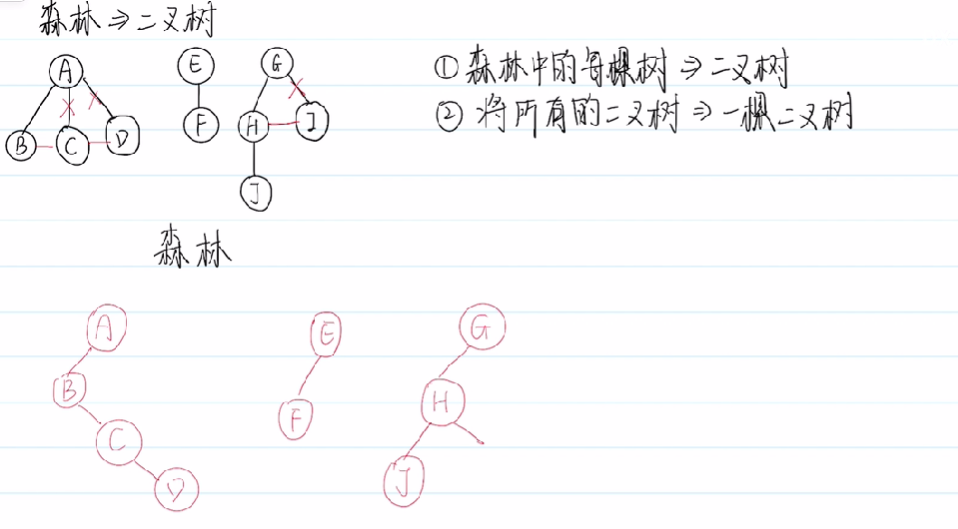 森林⇒二叉树
A E G
① 森林中的每棵树⇒二叉树
② 将所有的二叉树⇒一棵二叉树
B C D F H I
J
森林
A E G
B F H
C J
D